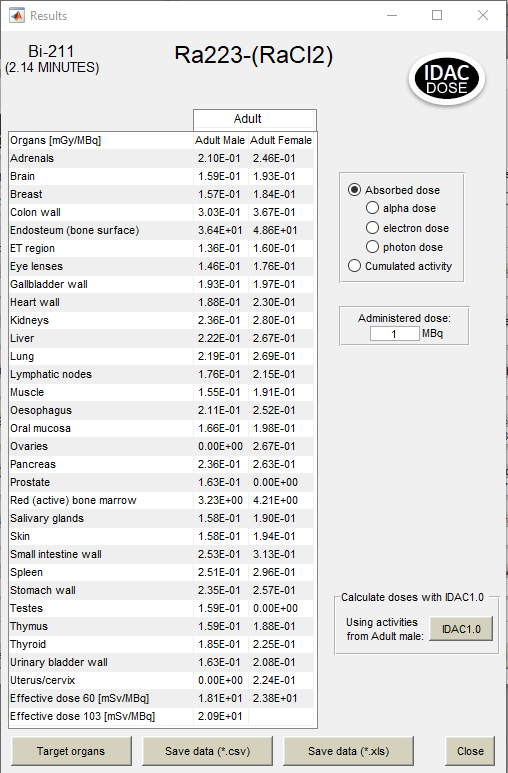 Results
Bi-211
(2.14 MINUTES)
Ra223-(RaCl2)
IDAC
DOSE
Adult
Organs [mGy/MBq] Adult Male Adult Female
Adrenals 2.10E-01 2.46E-01
Brain 1.59E-01 1.93E-01
Breast 1.57E-01 1.84E-01
Colon wall 3.03E-01 3.67E-01
Endosteum (bone surface) 3.64E+01 4.86E+01
ET region 1.36E-01 1.60E-01
Eye lenses 1.46E-01 1.76E-01
Gallbladder wall 1.93E-01 1.97E-01
Heart wall 1.88E-01 2.30E-01
Kidneys 2.36E-01 2.80E-01
Liver 2.22E-01 2.67E-01
Lung 2.19E-01 2.69E-01
Lymphatic nodes 1.76E-01 2.15E-01
Muscle 1.55E-01 1.91E-01
Oesophagus 2.11E-01 2.52E-01
Oral mucosa 1.66E-01 1.98E-01
Ovaries 0.00E+00 2.67E-01
Pancreas 2.36E-01 2.63E-01
Prostate 1.63E-01 0.00E+00
Red (active) bone marrow 3.23E+00 4.21E+00
Salivary glands 1.58E-01 1.90E-01
Skin 1.58E-01 1.94E-01
Small intestine wall 2.53E-01 3.13E-01
Spleen 2.51E-01 2.96E-01
Stomach wall 2.35E-01 2.57E-01
Testes 1.59E-01 0.00E+00
Thymus 1.59E-01 1.88E-01
Thyroid 1.85E-01 2.25E-01
Urinary bladder wall 1.63E-01 2.08E-01
Uterus/cervix 0.00E+00 2.24E-01
Effective dose 60 [mSv/MBq] 1.81E+01 2.38E+01
Effective dose 103 [mSv/MBq] 2.09E+01
Absorbed dose
alpha dose
electron dose
photon dose
Cumulated activity
Administered dose:
1 MBq
Calculate doses with IDAC1.0
Using activities
from Adult male:
IDAC1.0
Target organs
Save data (*.csv)
Save data (*.xls)
Close